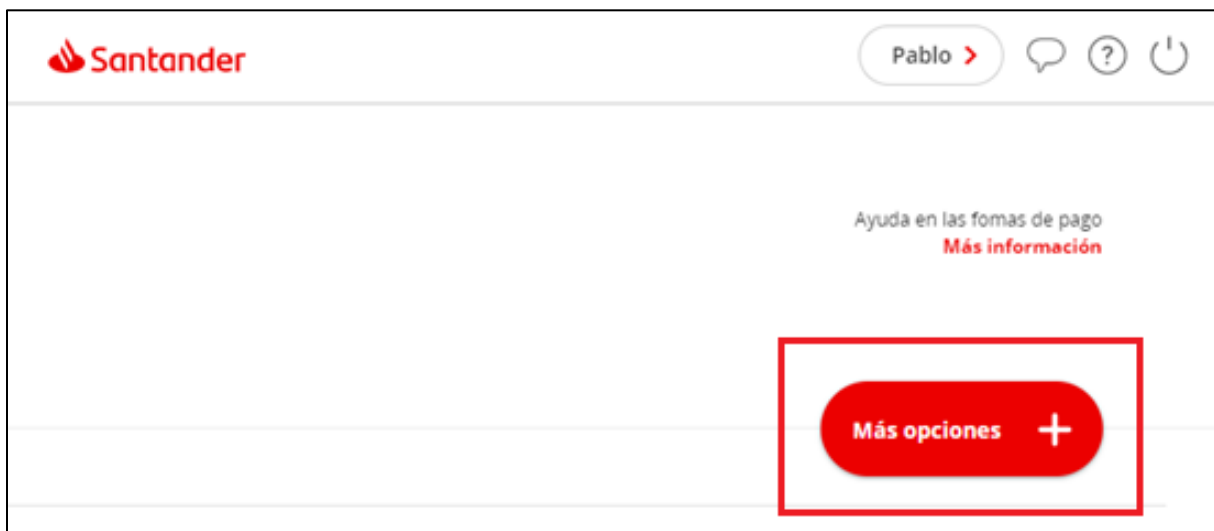 Santander
Pablo >
?
Ayuda en las fomas de pago
Más información
Más opciones +